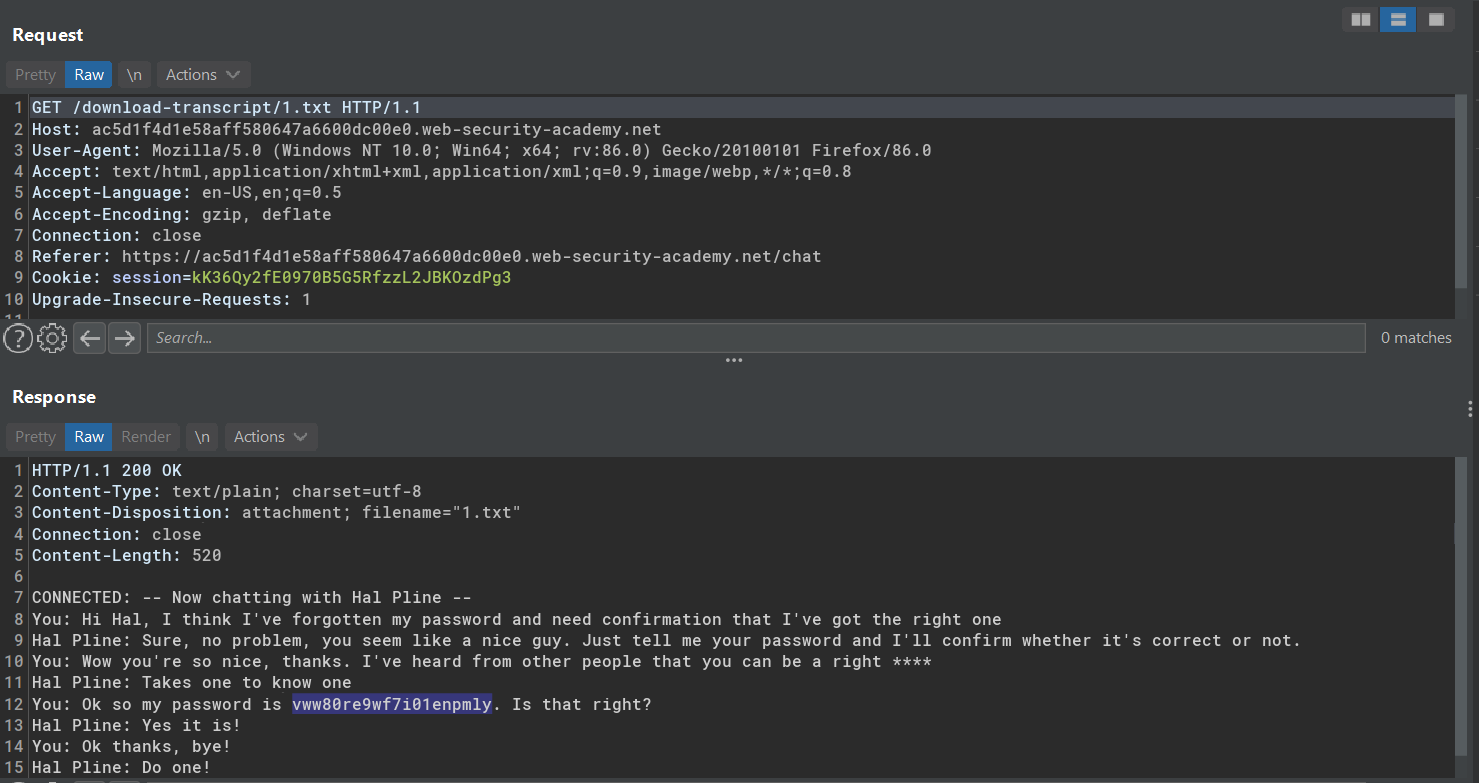 Request
Pretty Raw \n Actions
1 GET /download-transcript/1.txt HTTP/1.1
2 Host: ac5d1f4d1e58aff580647a6600dc00e0.web-security-academy.net
3 User-Agent: Mozilla/5.0 (Windows NT 10.0; Win64; x64; rv:86.0) Gecko/20100101 Firefox/86.0
4 Accept: text/html,application/xhtml+xml,application/xml;q=0.9,image/webp,*/*;q=0.8
5 Accept-Language: en-US,en;q=0.5
6 Accept-Encoding: gzip, deflate
7 Connection: close
8 Referer: https://ac5d1f4d1e58aff580647a6600dc00e0.web-security-academy.net/chat
9 Cookie: session=kK36Qy2fE0970B5G5RfzzL2JBKOzdPg3
10 Upgrade-Insecure-Requests: 1
11
? Search... 0 matches
Response
Pretty Raw Render \n Actions
1 HTTP/1.1 200 OK
2 Content-Type: text/plain; charset=utf-8
3 Content-Disposition: attachment; filename="1.txt"
4 Connection: close
5 Content-Length: 520
6
7 CONNECTED: -- Now chatting with Hal Pline --
8 You: Hi Hal, I think I've forgotten my password and need confirmation that I've got the right one
9 Hal Pline: Sure, no problem, you seem like a nice guy. Just tell me your password and I'll confirm whether it's correct or not.
10 You: Wow you're so nice, thanks. I've heard from other people that you can be a right ****
11 Hal Pline: Takes one to know one
12 You: Ok so my password is vww80re9wf7i01enpmly. Is that right?
13 Hal Pline: Yes it is!
14 You: Ok thanks, bye!
15 Hal Pline: Do one!